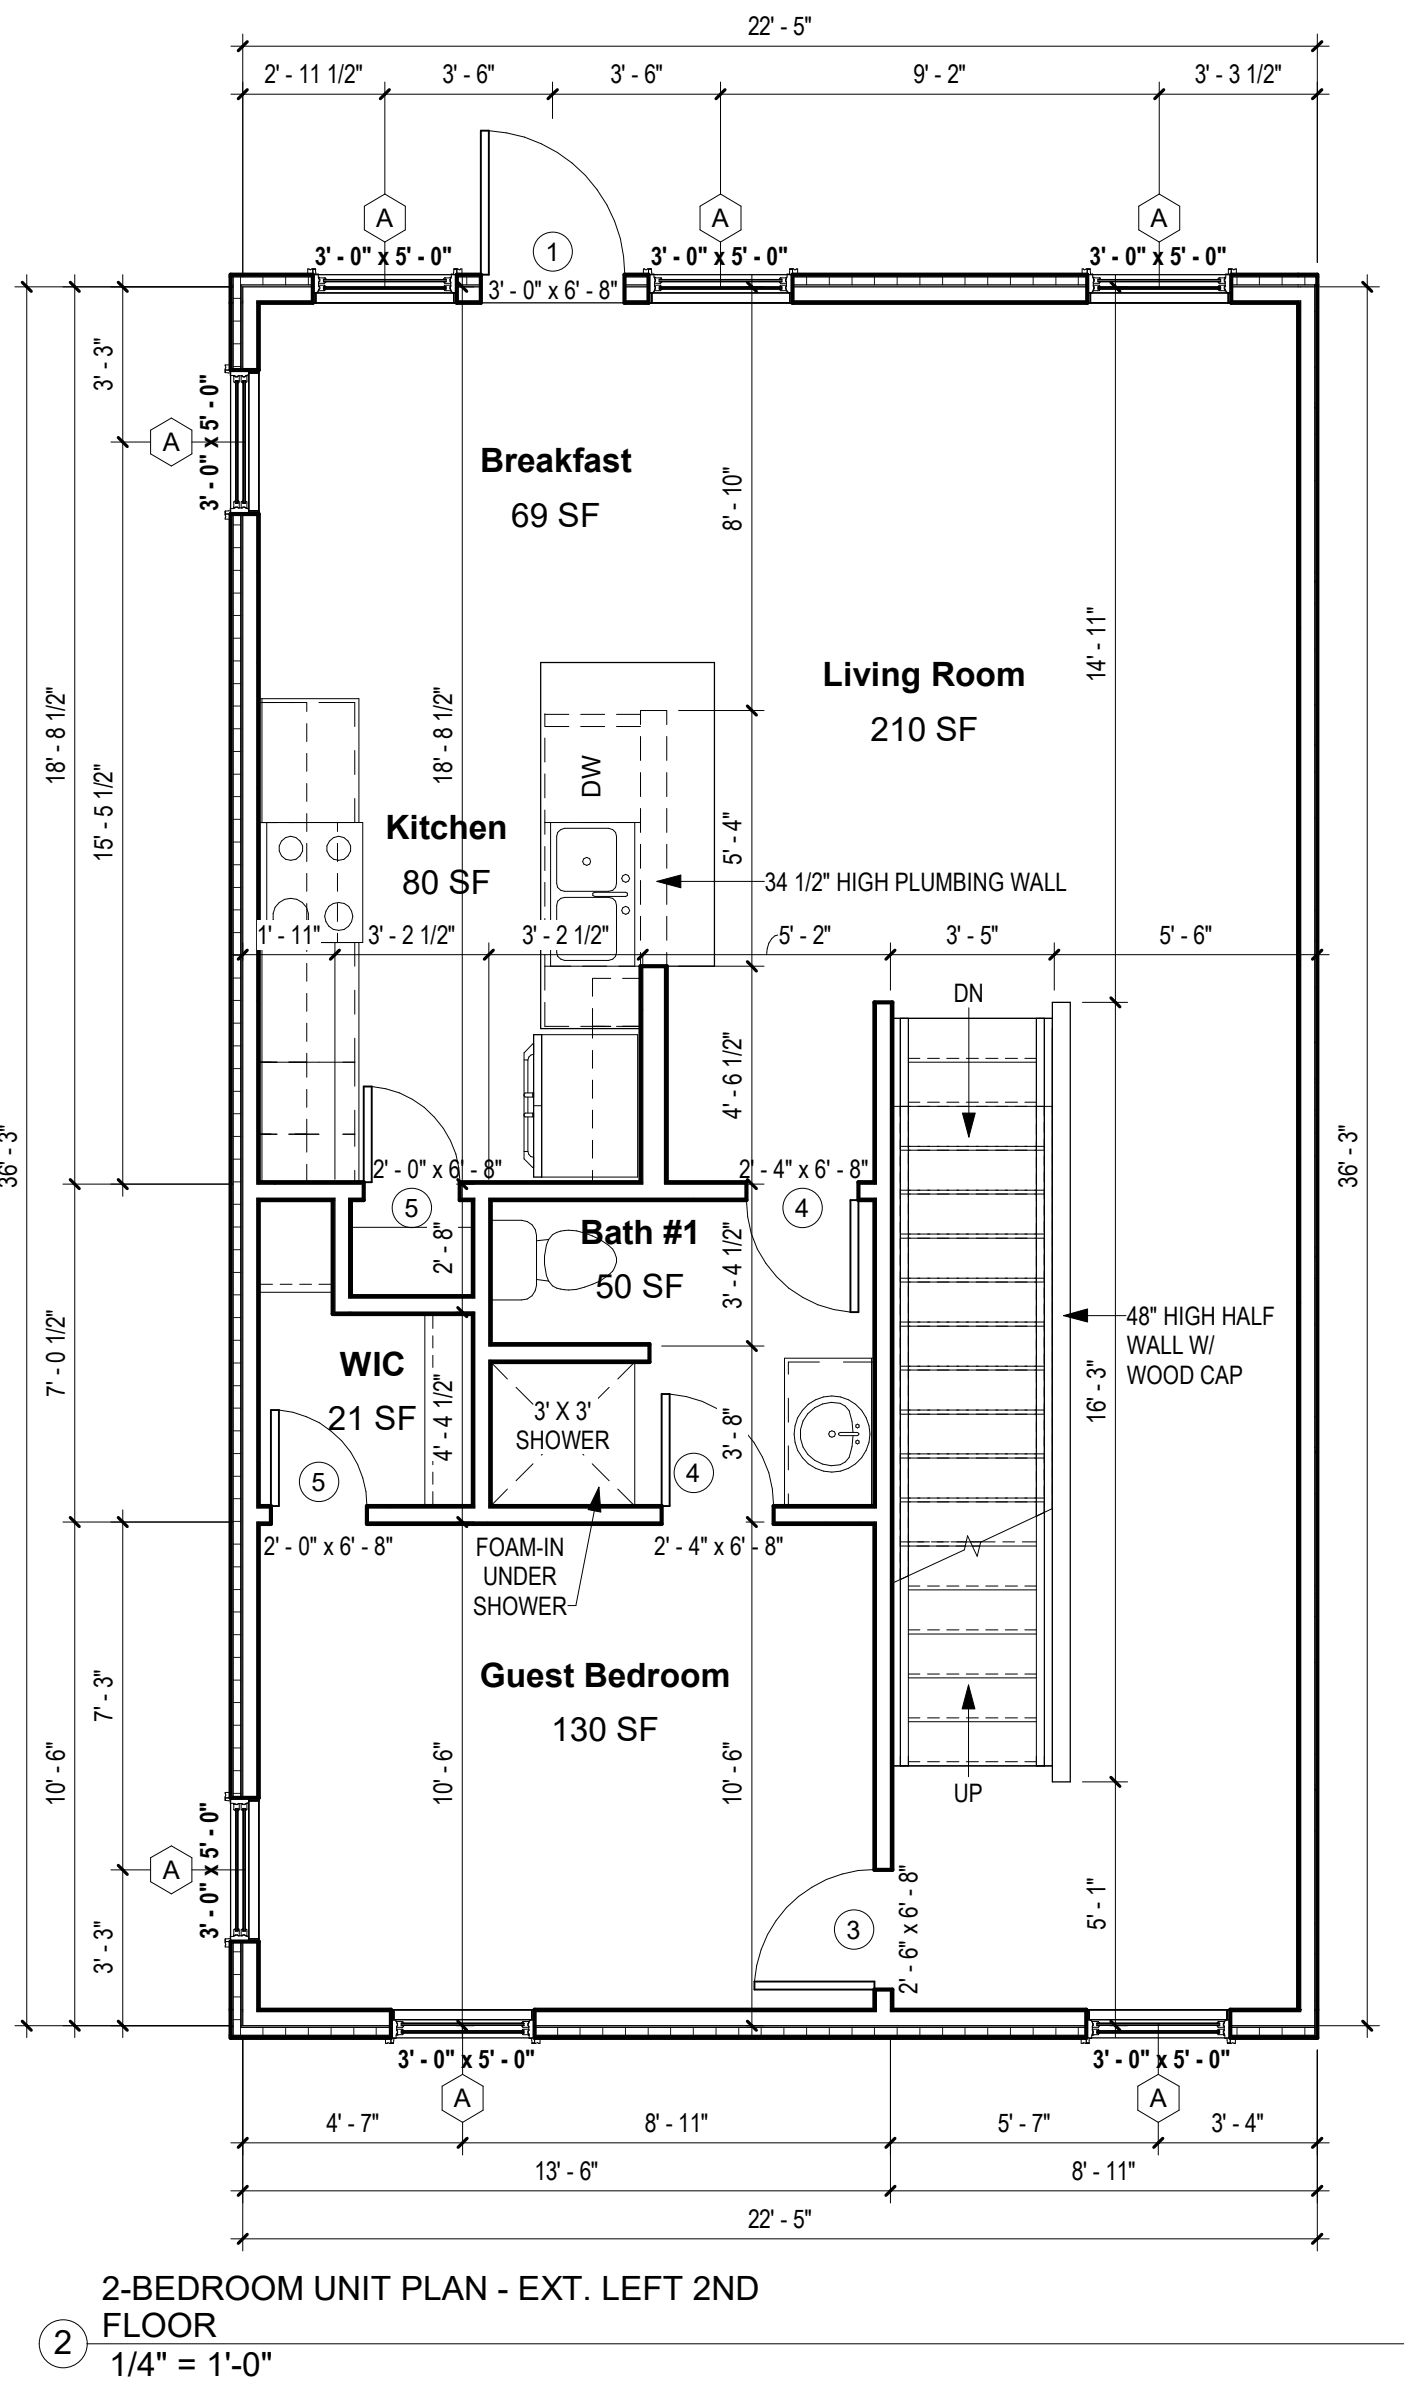 22' - 5"
2' - 11 1/2"
3' - 6"
3' - 6"
9' - 2"
3' - 3 1/2"
A
A
A
1
3' - 0" x 5' - 0"
3' - 0" x 5' - 0"
3' - 0" x 5' - 0"
3' - 0" x 6' - 8"
3' - 3"
A
3' - 0" x 5' - 0"
Breakfast
69 SF
8' - 10"
14' - 11"
Living Room
210 SF
18' - 8 1/2"
15' - 5 1/2"
18' - 8 1/2"
DW
Kitchen
80 SF
5' - 4"
34 1/2" HIGH PLUMBING WALL
1' - 11"
3' - 2 1/2"
3' - 2 1/2"
5' - 2"
3' - 5"
5' - 6"
DN
4' - 6 1/2"
36' - 3"
36' - 3"
2' - 0" x 6' - 8"
2' - 4" x 6' - 8"
5
4
Bath #1
50 SF
2' - 8"
3' - 4 1/2"
7' - 0 1/2"
48" HIGH HALF
WALL W/
WOOD CAP
16' - 3"
WIC
21 SF
4' - 4 1/2"
3' X 3'
SHOWER
3' - 8"
5
4
2' - 0" x 6' - 8"
FOAM-IN
UNDER
SHOWER
2' - 4" x 6' - 8"
Guest Bedroom
130 SF
7' - 3"
10' - 6"
10' - 6"
10' - 6"
UP
A
3' - 0" x 5' - 0"
3' - 3"
3
2' - 6" x 6' - 8"
5' - 1"
3' - 0" x 5' - 0"
3' - 0" x 5' - 0"
A
A
4' - 7"
8' - 11"
5' - 7"
3' - 4"
13' - 6"
8' - 11"
22' - 5"
2-BEDROOM UNIT PLAN - EXT. LEFT 2ND
FLOOR
2
1/4" = 1'-0"